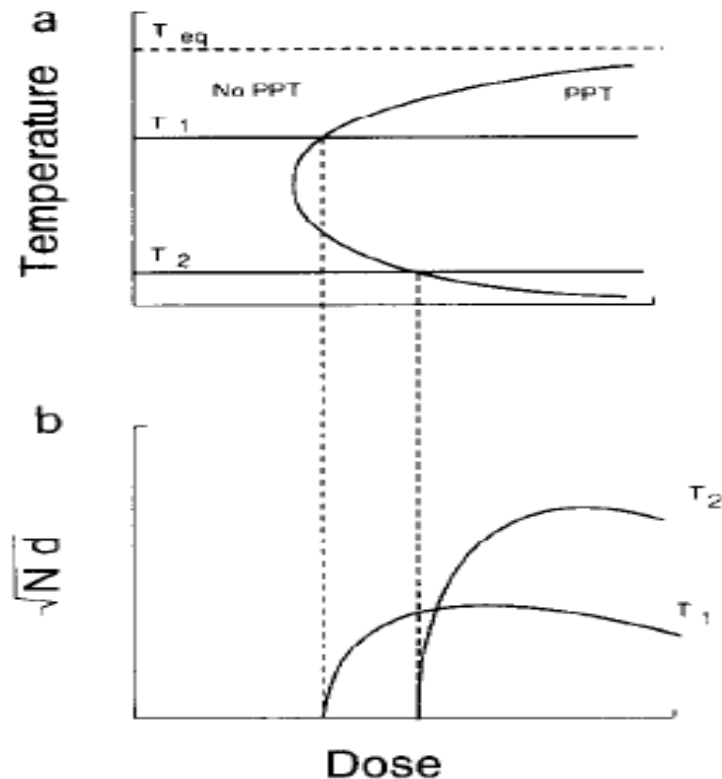 a
T eq
No PPT
PPT
T 1
T 2
Temperature
b
√N d
T 2
T 1
Dose